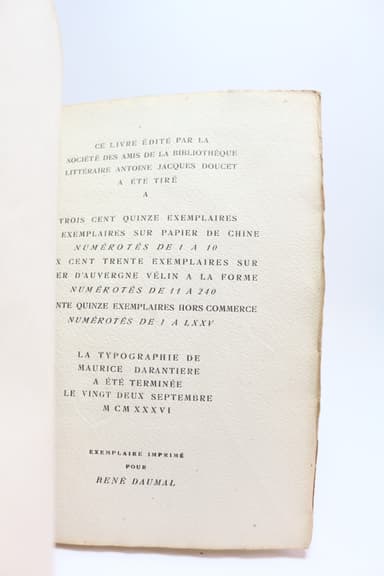 CE LIVRE ÉDITÉ PAR LA
SOCIÉTÉ DES AMIS DE LA BIBLIOTHÈQUE
LITTÉRAIRE ANTOINE JACQUES DOUCET
A ÉTÉ TIRÉ
A
TROIS CENT QUINZE EXEMPLAIRES
EXEMPLAIRES SUR PAPIER DE CHINE
NUMÉROTÉS DE 1 A 10
CENT TRENTE EXEMPLAIRES SUR
D'AUVERGNE VÉLIN A LA FORME
NUMÉROTÉS DE 11 A 240
QUINZE EXEMPLAIRES HORS-COMMERCE
NUMÉROTÉS DE I A LXXV
LA TYPOGRAPHIE DE
MAURICE DARANTIERE
A ÉTÉ TERMINÉE
LE VINGT DEUX SEPTEMBRE
M CM XXXVI
EXEMPLAIRE IMPRIMÉ
POUR
RENÉ DAUMAL